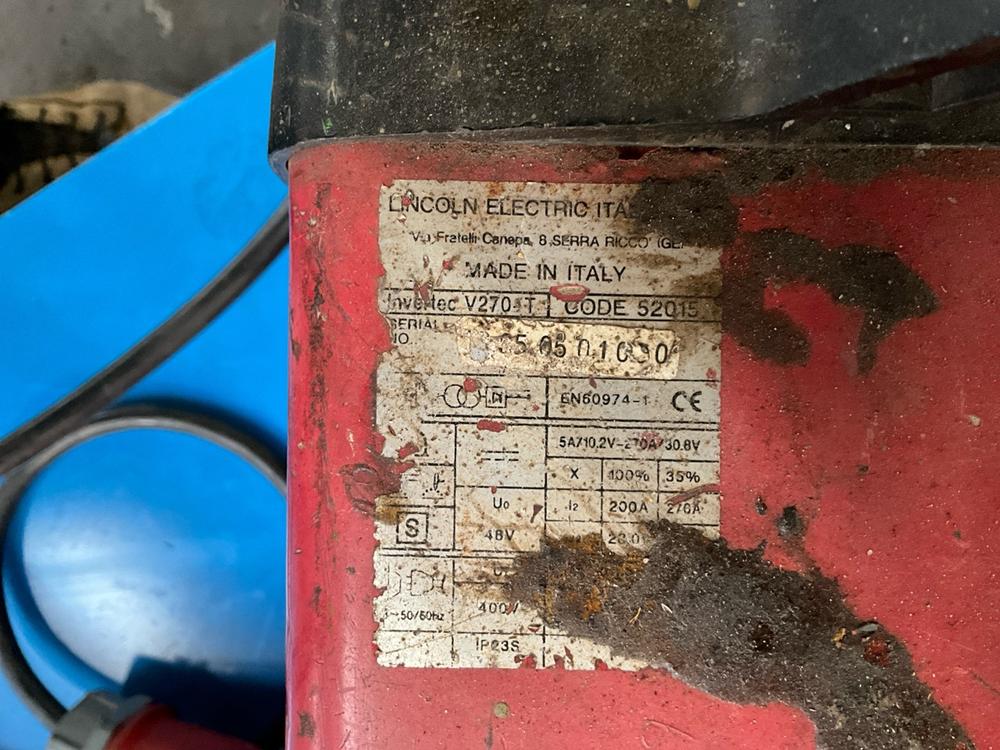 LINCOLN ELECTRIC
Via Fratelli Canepa, 8 SERRA RICCO' (GE)
MADE IN ITALY
Invertec V270-T CODE 52015
SERIAL
NO.
EN60974-1 CE
5A/10.2V-270A/30.8V
X 100% 35%
U0 I2 200A 270A
S 48V
400V
50/60Hz
IP23S